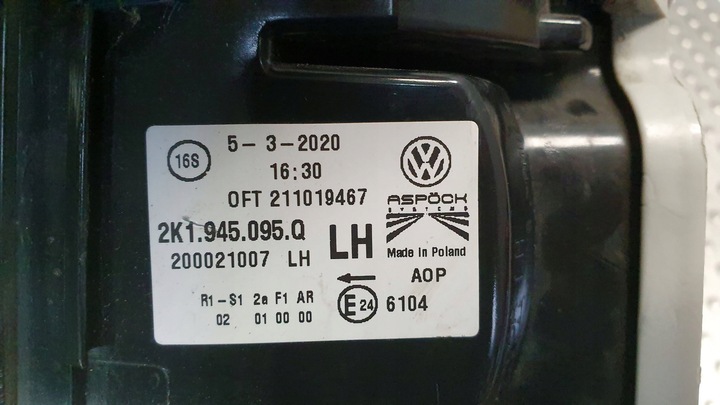 16S
5-3-2020
16:30
OFT 211019467
2K1.945.095.Q
200021007 LH
LH
R1-S1 2a F1 AR
02 01 00 00
VW
ASPÖCK
SYSTEMS
Made in Poland
AOP
E24 6104